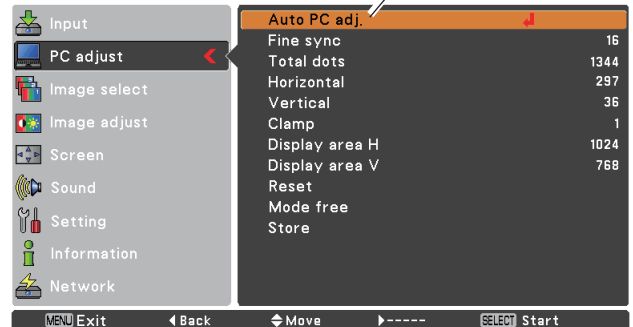 Input
PC adjust
Image select
Image adjust
Screen
Sound
Setting
Information
Network
Auto PC adj.
Fine sync 16
Total dots 1344
Horizontal 297
Vertical 36
Clamp 1
Display area H 1024
Display area V 768
Reset
Mode free
Store
MENU Exit Back Move ----- SELECT Start